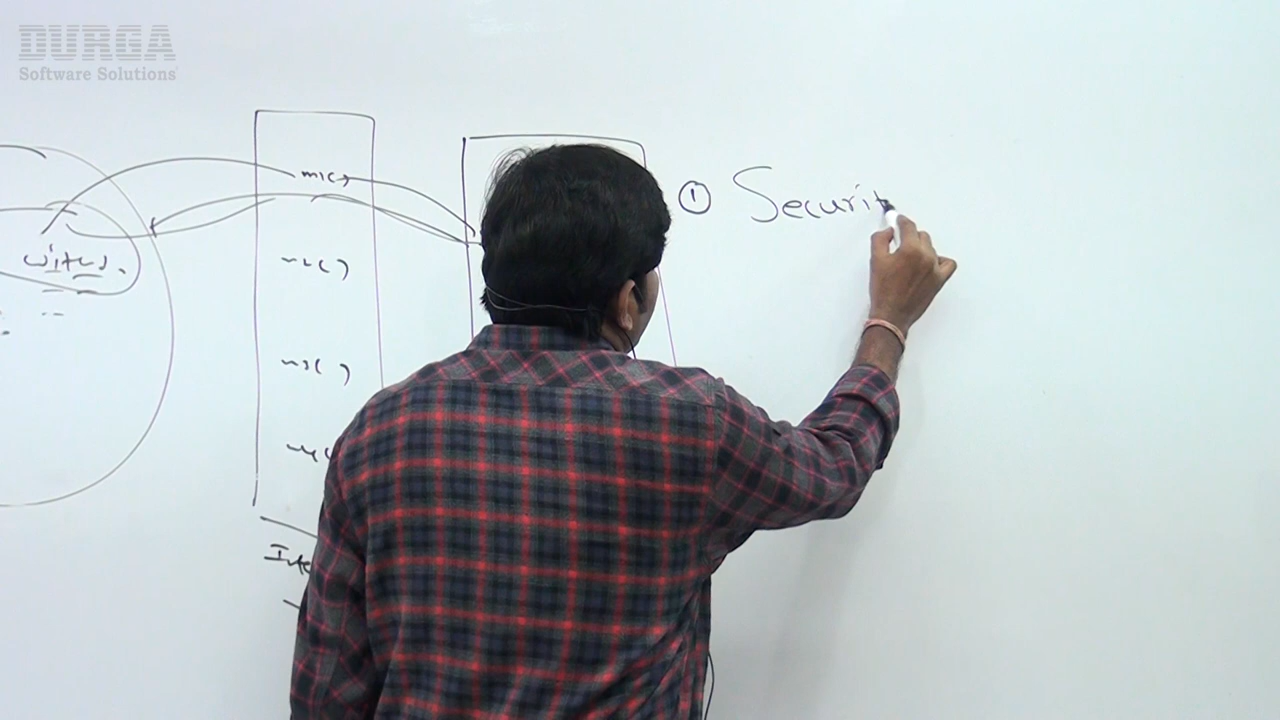 DURGA
Software Solutions
m1( )
① Securit
m2( )
m3( )